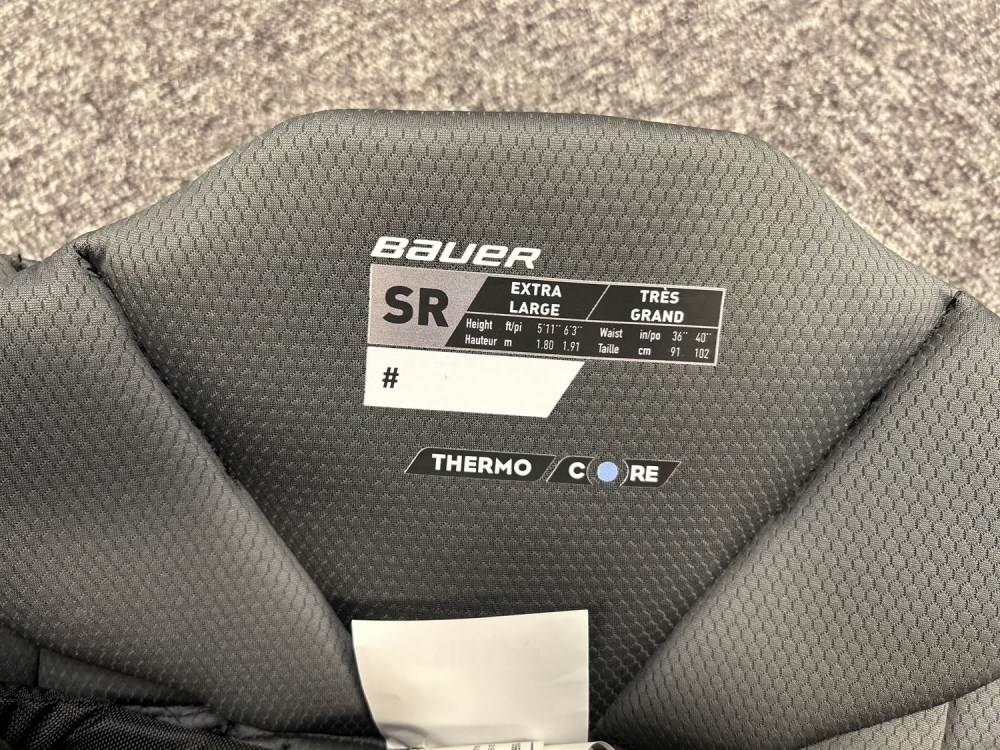 BAUER
SR
EXTRA LARGE
TRÈS GRAND
Height ft/pi 5'11'' 6'3'' Waist in/po 36'' 40''
Hauteur m 1.80 1.91 Taille cm 91 102
#
THERMO CORE